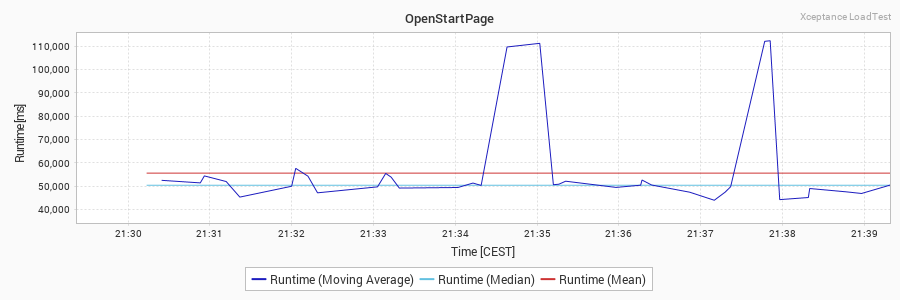 OpenStartPage
Xceptance LoadTest
Runtime [ms]
110,000
100,000
90,000
80,000
70,000
60,000
50,000
40,000
21:30 21:31 21:32 21:33 21:34 21:35 21:36 21:37 21:38 21:39
Time [CEST]
Runtime (Moving Average) Runtime (Median) Runtime (Mean)